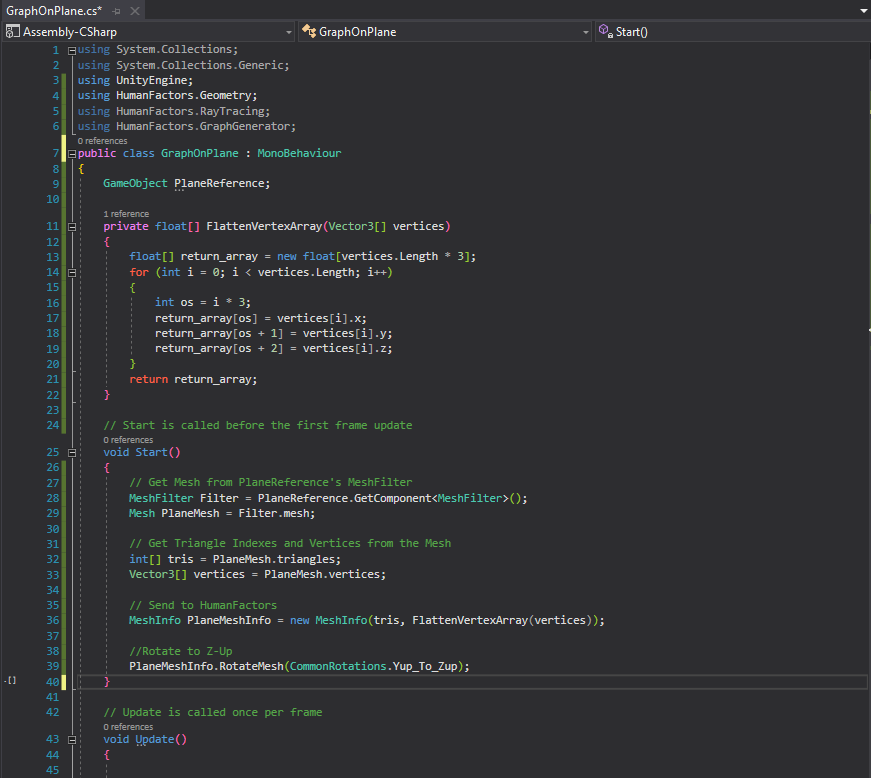 GraphOnPlane.cs*
Assembly-CSharp GraphOnPlane Start()
1 using System.Collections;
2 using System.Collections.Generic;
3 using UnityEngine;
4 using HumanFactors.Geometry;
5 using HumanFactors.RayTracing;
6 using HumanFactors.GraphGenerator;
0 references
7 public class GraphOnPlane : MonoBehaviour
8 {
9 GameObject PlaneReference;
10
1 reference
11 private float[] FlattenVertexArray(Vector3[] vertices)
12 {
13 float[] return_array = new float[vertices.Length * 3];
14 for (int i = 0; i < vertices.Length; i++)
15 {
16 int os = i * 3;
17 return_array[os] = vertices[i].x;
18 return_array[os + 1] = vertices[i].y;
19 return_array[os + 2] = vertices[i].z;
20 }
21 return return_array;
22 }
23
24 // Start is called before the first frame update
0 references
25 void Start()
26 {
27 // Get Mesh from PlaneReference's MeshFilter
28 MeshFilter Filter = PlaneReference.GetComponent<MeshFilter>();
29 Mesh PlaneMesh = Filter.mesh;
30
31 // Get Triangle Indexes and Vertices from the Mesh
32 int[] tris = PlaneMesh.triangles;
33 Vector3[] vertices = PlaneMesh.vertices;
34
35 // Send to HumanFactors
36 MeshInfo PlaneMeshInfo = new MeshInfo(tris, FlattenVertexArray(vertices));
37
38 //Rotate to Z-Up
39 PlaneMeshInfo.RotateMesh(CommonRotations.Yup_To_Zup);
40 }
41
42 // Update is called once per frame
0 references
43 void Update()
44 {
45